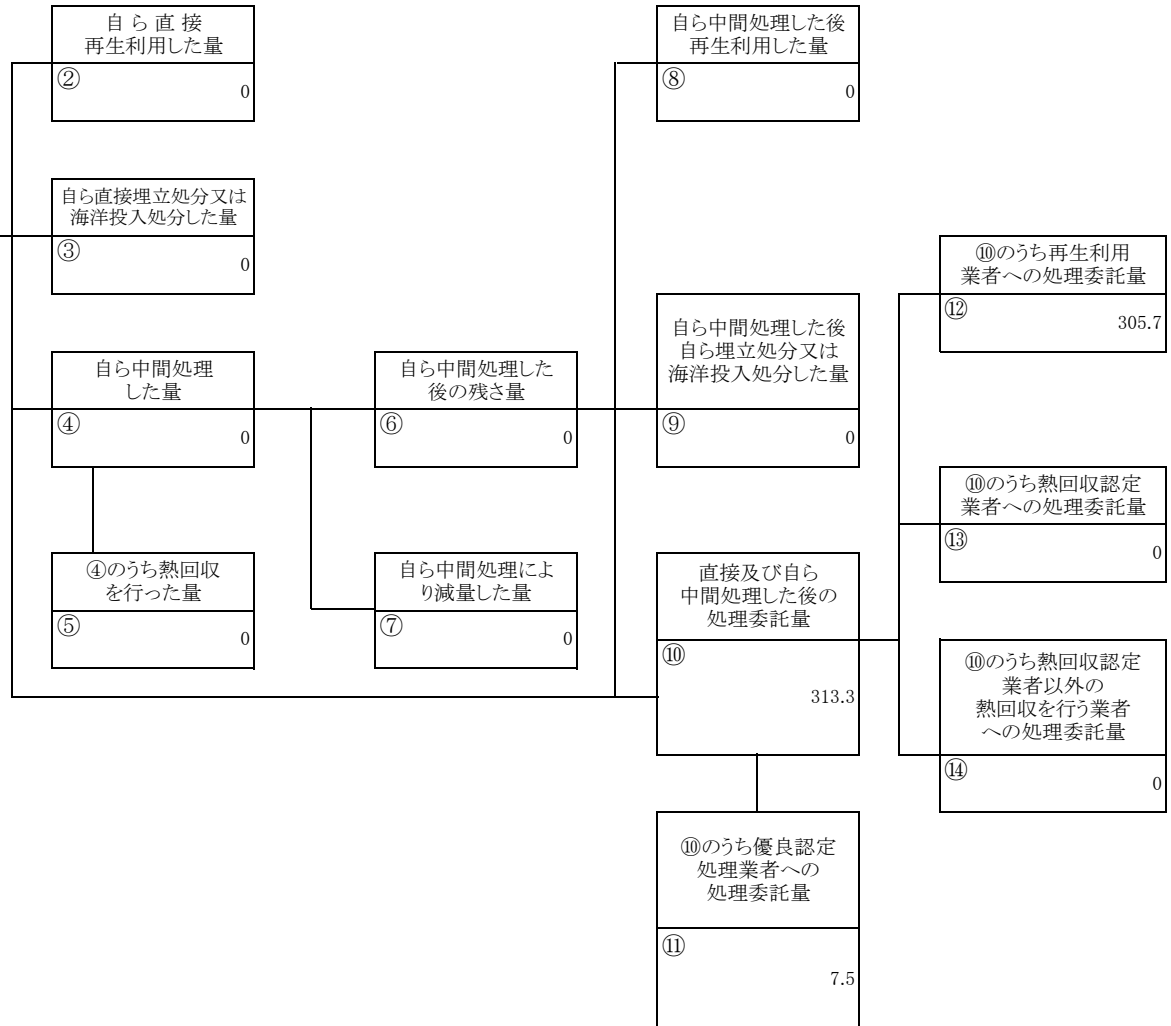 自 ら 直 接
再生利用した量
②
0
自ら直接埋立処分又は
海洋投入処分した量
③
0
自ら中間処理
した量
④
0
④のうち熱回収
を行った量
⑤
0
自ら中間処理した
後の残さ量
⑥
0
自ら中間処理によ
り減量した量
⑦
0
自ら中間処理した後
再生利用した量
⑧
0
自ら中間処理した後
自ら埋立処分又は
海洋投入処分した量
⑨
0
直接及び自ら
中間処理した後の
処理委託量
⑩
313.3
⑩のうち優良認定
処理業者への
処理委託量
⑪
7.5
⑩のうち再生利用
業者への処理委託量
⑫
305.7
⑩のうち熱回収認定
業者への処理委託量
⑬
0
⑩のうち熱回収認定
業者以外の
熱回収を行う業者
への処理委託量
⑭
0